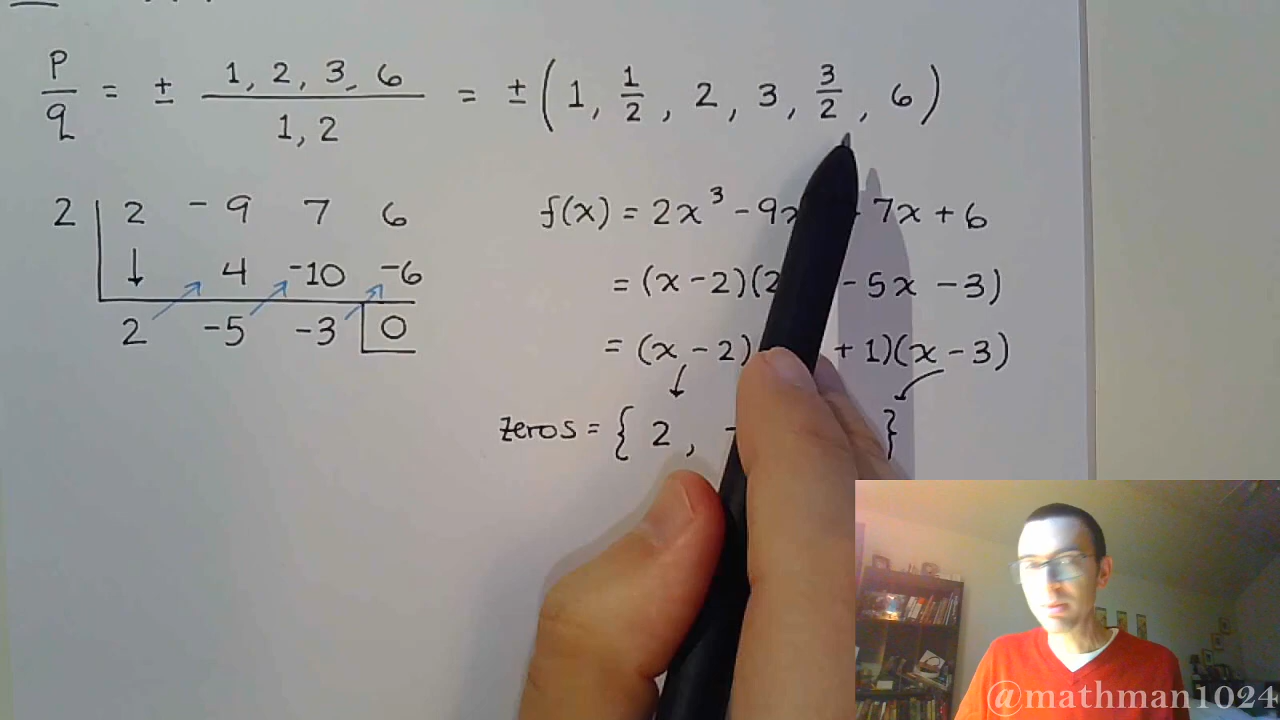 p/q = ± 1, 2, 3, 6 / 1, 2 = ± (1, 1/2, 2, 3, 3/2, 6)
2 | 2 -9 7 6
↓ 4 -10 -6
2 -5 -3 0
f(x) = 2x³ - 9x 7x + 6
= (x - 2)(2 - 5x - 3)
= (x - 2) + 1)(x - 3)
zeros = { 2, - }
@mathman1024